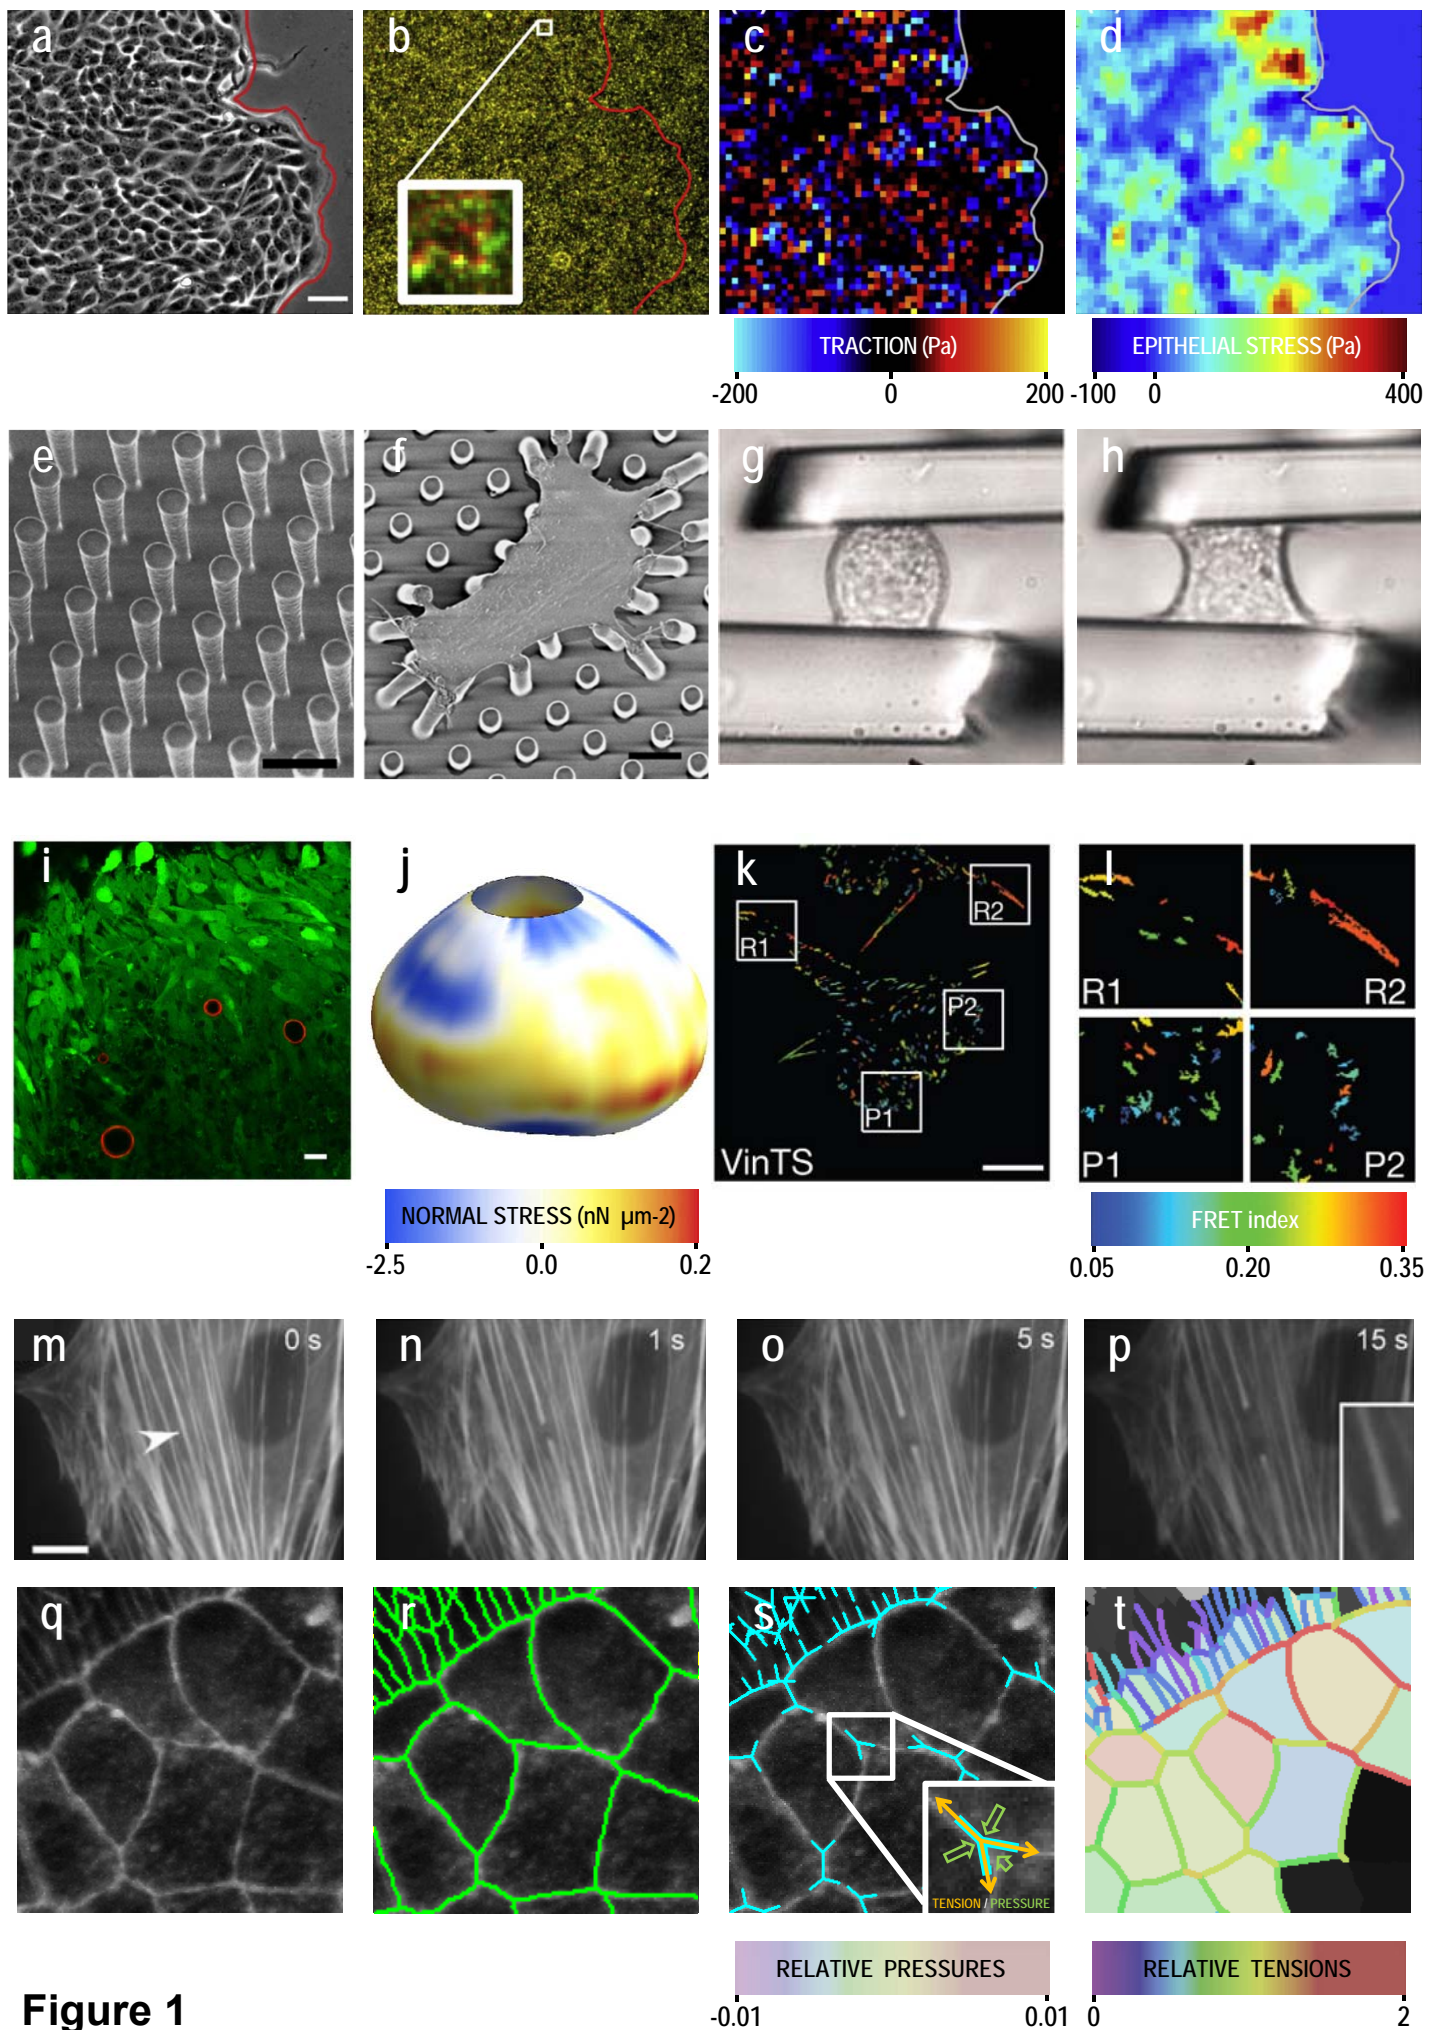 a b c d
TRACTION (Pa) EPITHELIAL STRESS (Pa)
-200 0 200 -100 0 400
e f g h
i j k l
R1 R2 P2 P1 VinTS
R1 R2
P1 P2
NORMAL STRESS (nN µm-2) FRET index
-2.5 0.0 0.2 0.05 0.20 0.35
m 0 s n 1 s o 5 s p 15 s
q r s t
TENSION / PRESSURE
RELATIVE PRESSURES RELATIVE TENSIONS
-0.01 0.01 0 2
Figure 1